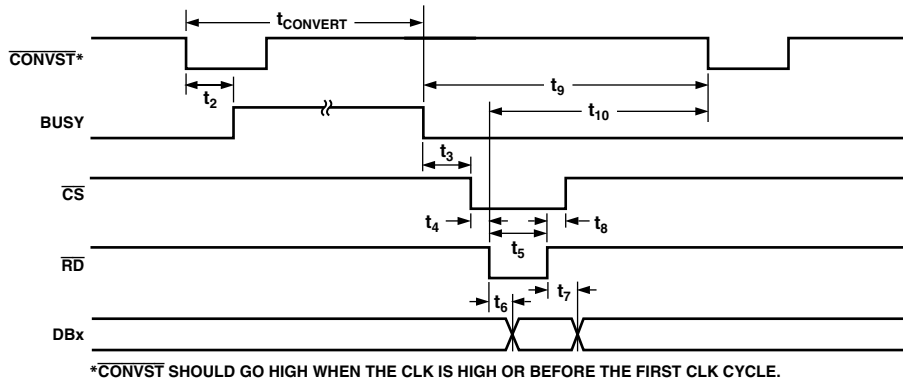 tCONVERT
CONVST*
t2
t9
t10
BUSY
t3
CS
t4
t5
t8
RD
t6
t7
DBx
*CONVST SHOULD GO HIGH WHEN THE CLK IS HIGH OR BEFORE THE FIRST CLK CYCLE.